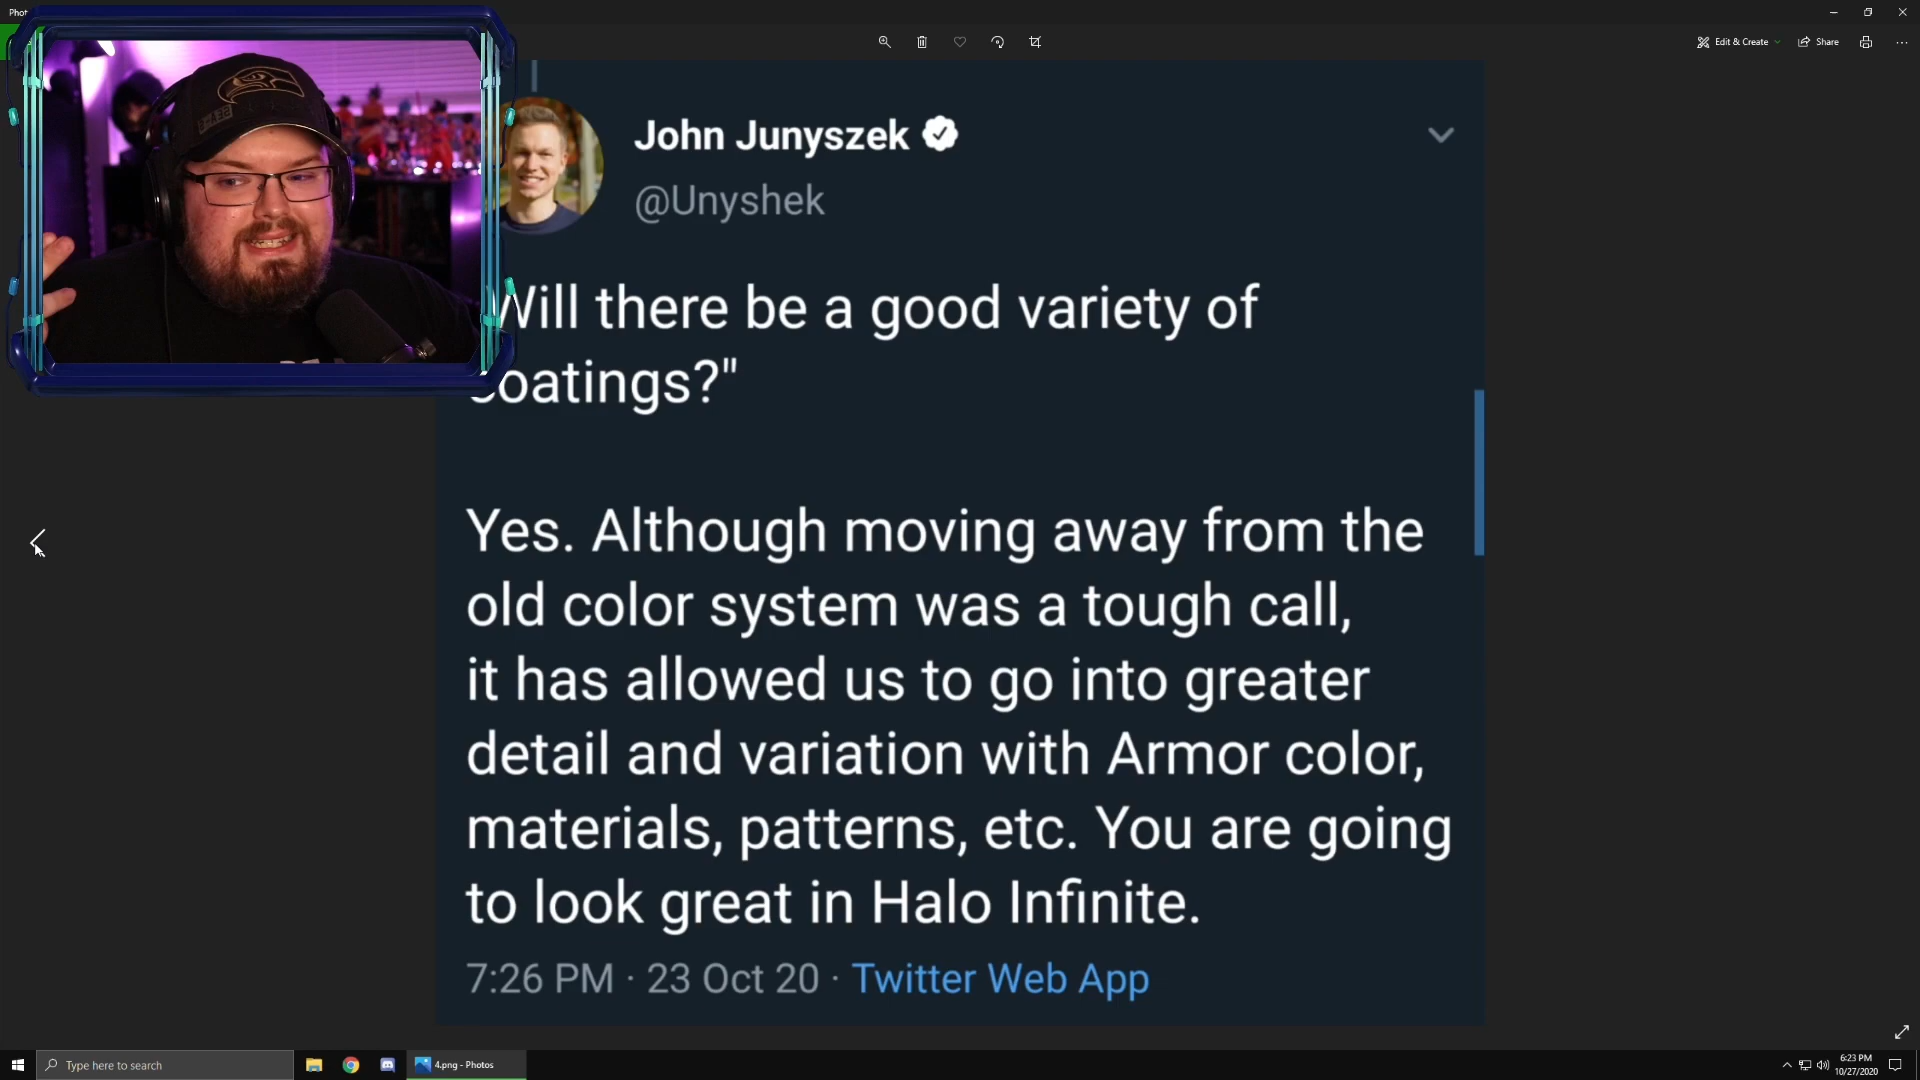 Edit & Create
Share
John Junyszek
@Unyshek
Will there be a good variety of
coatings?"
Yes. Although moving away from the
old color system was a tough call,
it has allowed us to go into greater
detail and variation with Armor color,
materials, patterns, etc. You are going
to look great in Halo Infinite.
7:26 PM · 23 Oct 20 · Twitter Web App
Type here to search
4.png - Photos
6:23 PM
10/27/2020